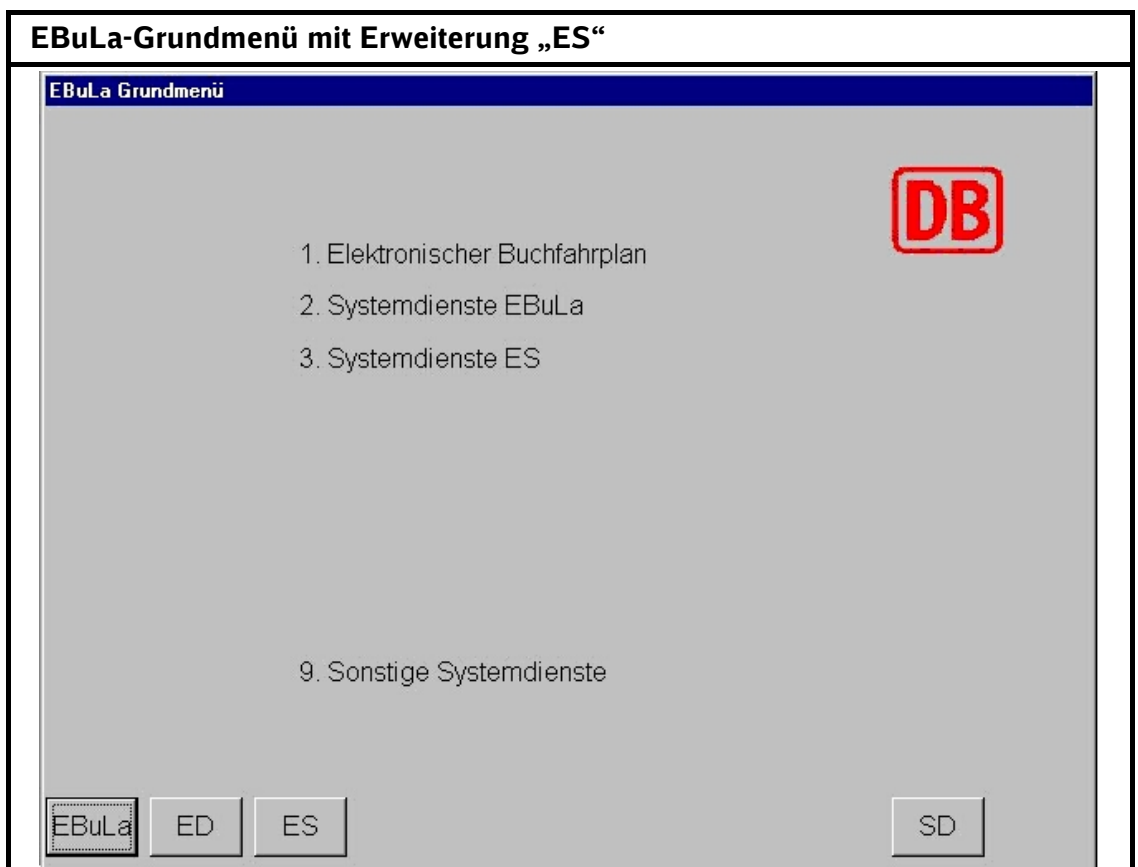 EBuLa-Grundmenü mit Erweiterung „ES“
EBuLa Grundmenü
DB
1. Elektronischer Buchfahrplan
2. Systemdienste EBuLa
3. Systemdienste ES
9. Sonstige Systemdienste
EBuLa ED ES SD